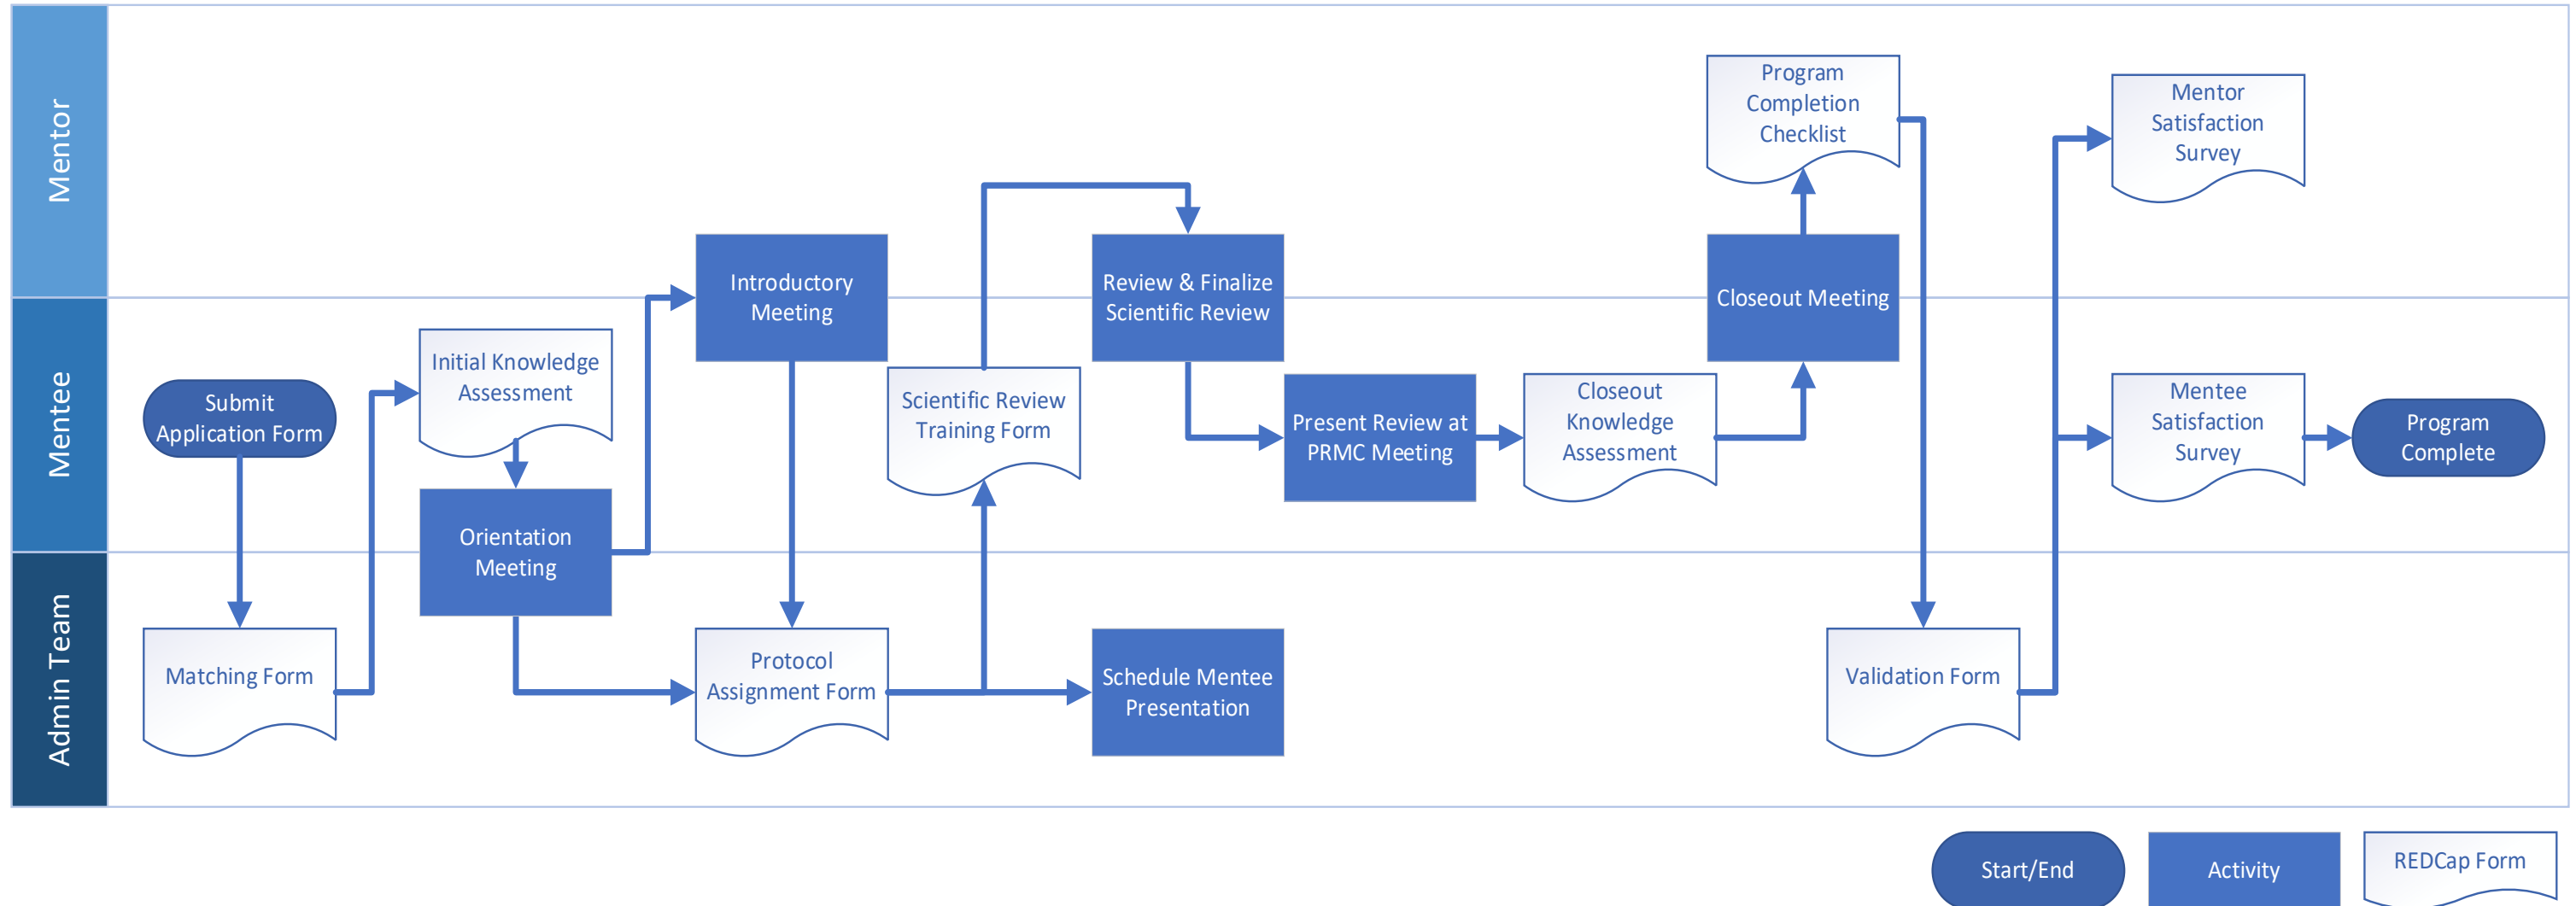 Mentor
Program
Completion
Checklist
Mentor
Satisfaction
Survey
Introductory
Meeting
Review & Finalize
Scientific Review
Closeout Meeting
Mentee
Submit
Application Form
Initial Knowledge
Assessment
Scientific Review
Training Form
Present Review at
PRMC Meeting
Closeout
Knowledge
Assessment
Mentee
Satisfaction
Survey
Program
Complete
Orientation
Meeting
Admin Team
Matching Form
Protocol
Assignment Form
Schedule Mentee
Presentation
Validation Form
Start/End
Activity
REDCap Form